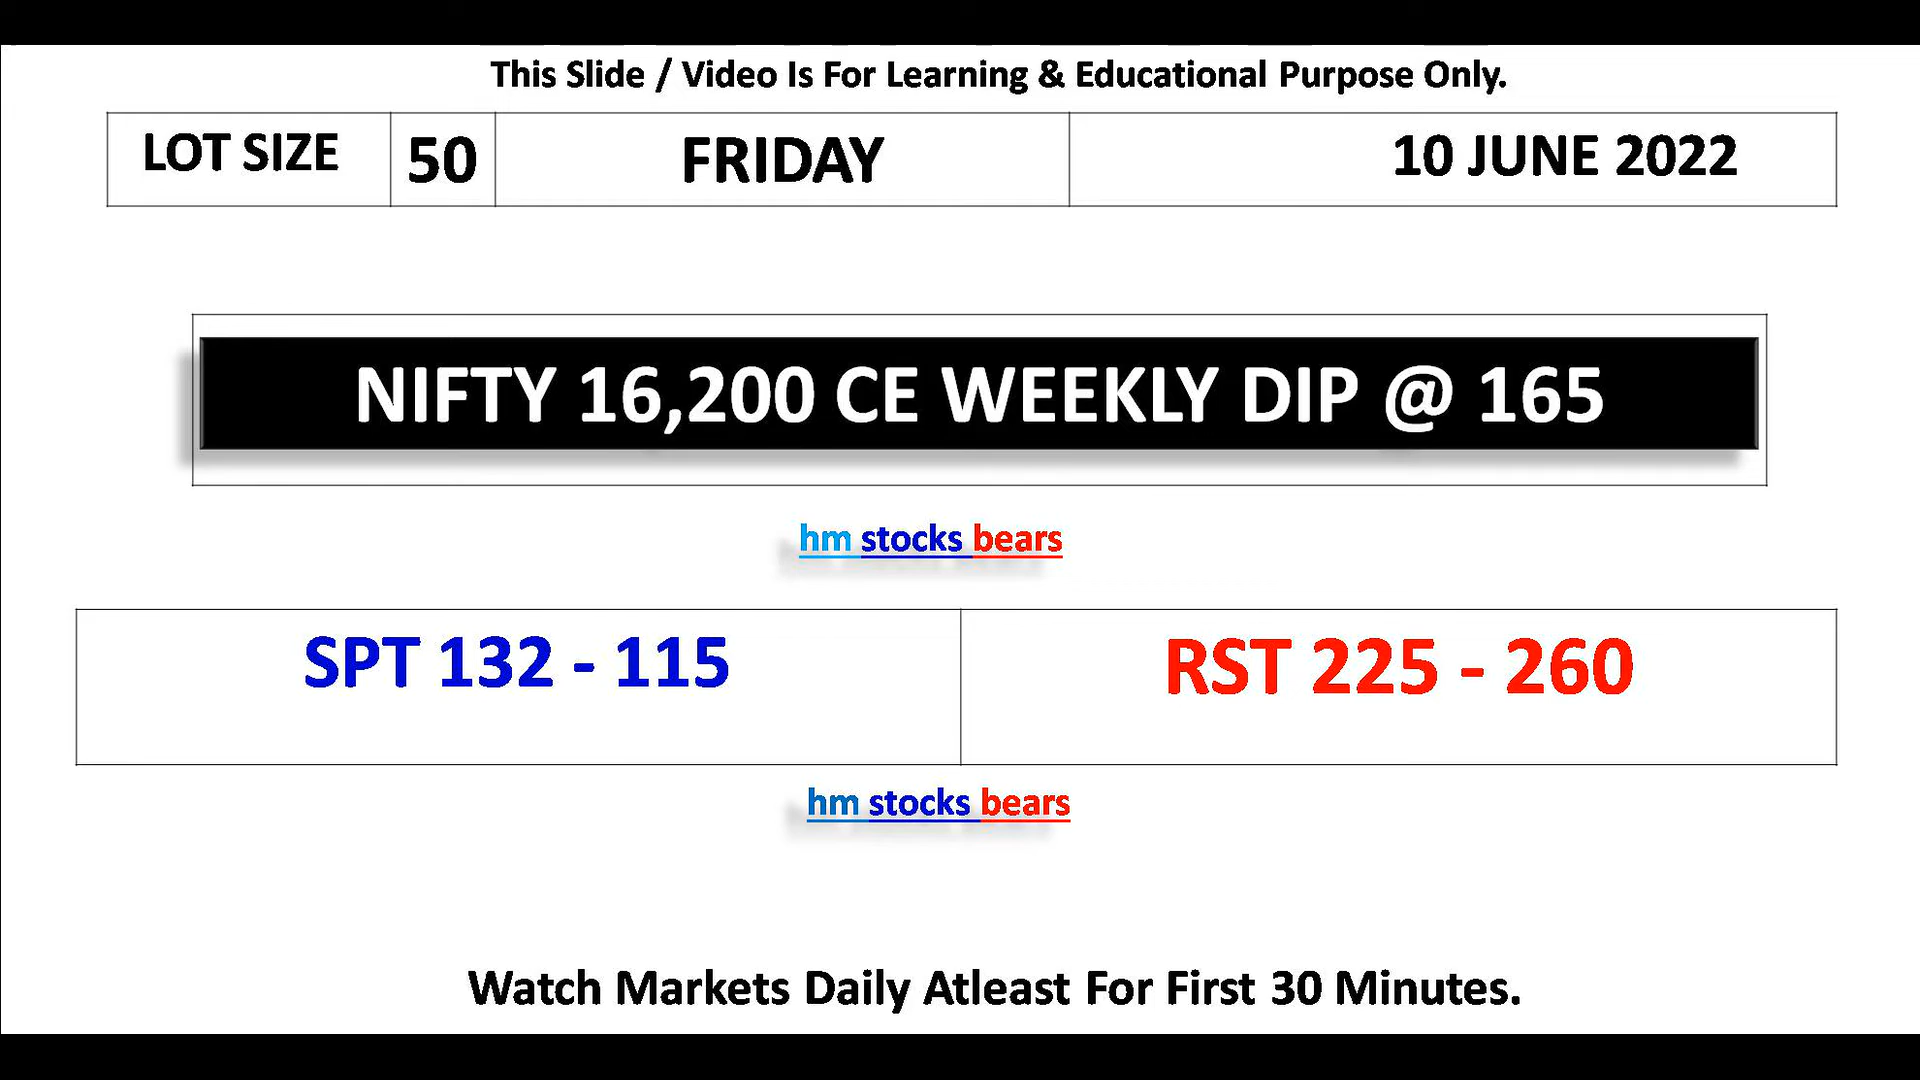 This Slide / Video Is For Learning & Educational Purpose Only.
LOT SIZE 50 FRIDAY 10 JUNE 2022
NIFTY 16,200 CE WEEKLY DIP @ 165
hm stocks bears
SPT 132 - 115 RST 225 - 260
hm stocks bears
Watch Markets Daily Atleast For First 30 Minutes.